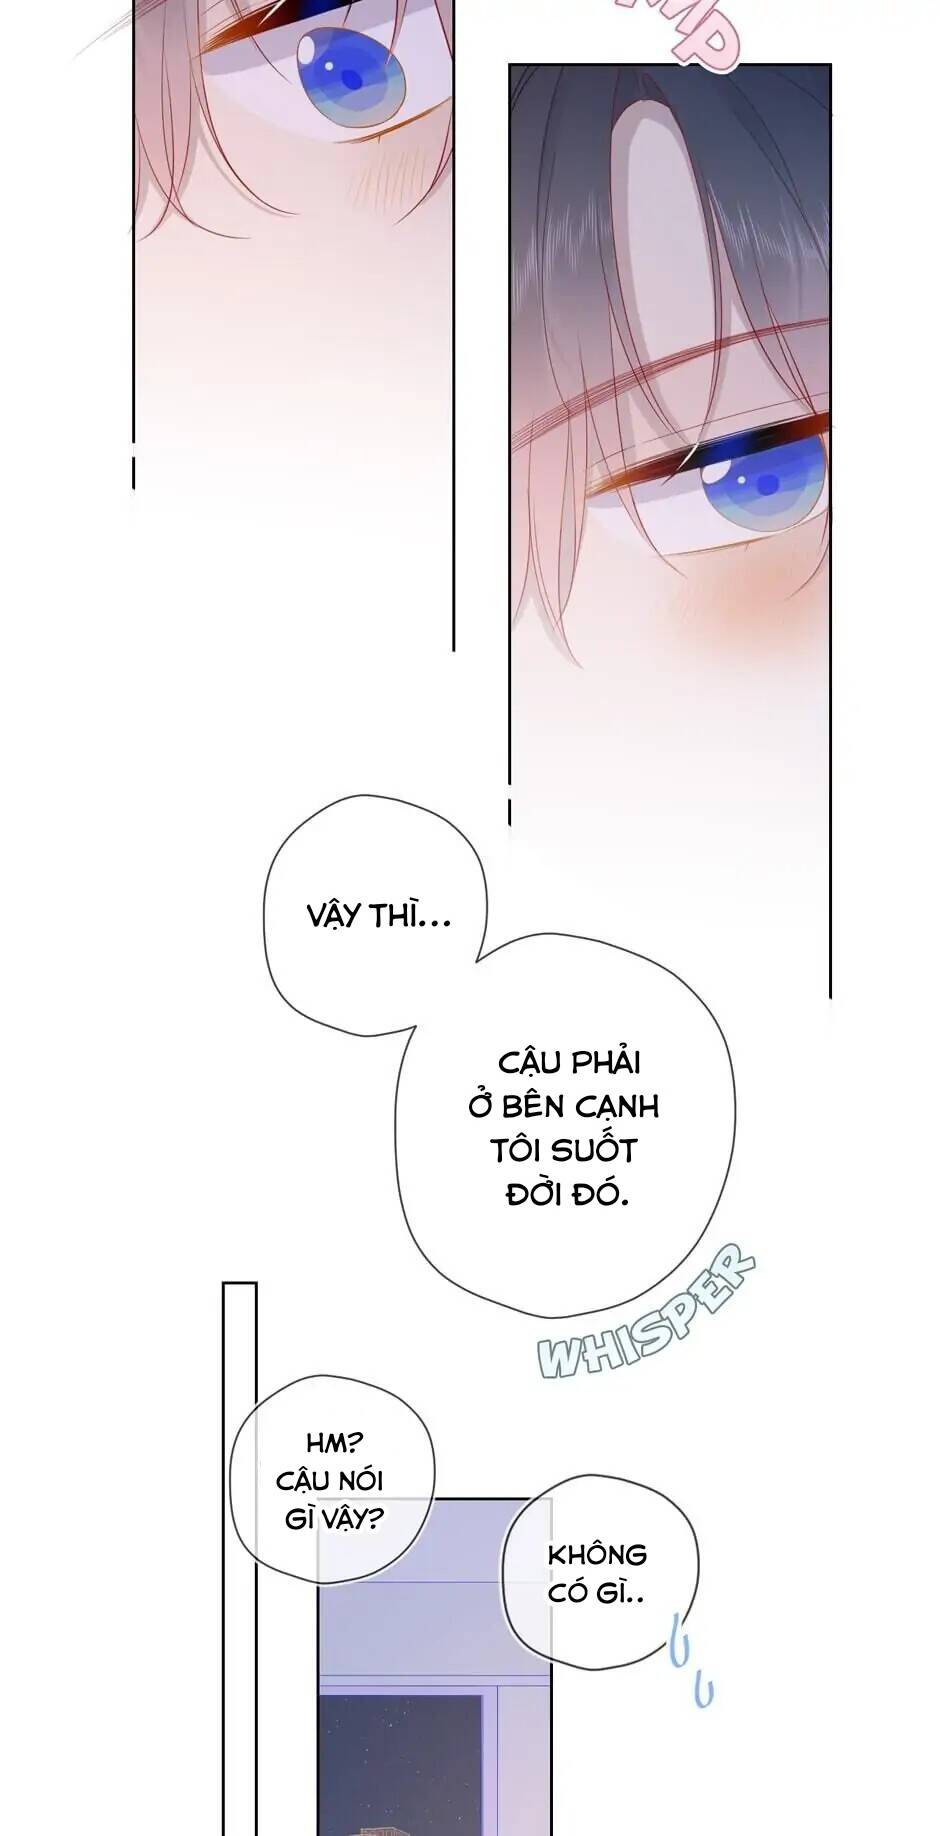 VẬY THÌ...
CẬU PHẢI
Ở BÊN CẠNH
TÔI SUỐT
ĐỜI ĐÓ.
WHISPER
HM?
CẬU NÓI
GÌ VẬY?
KHÔNG
CÓ GÌ..